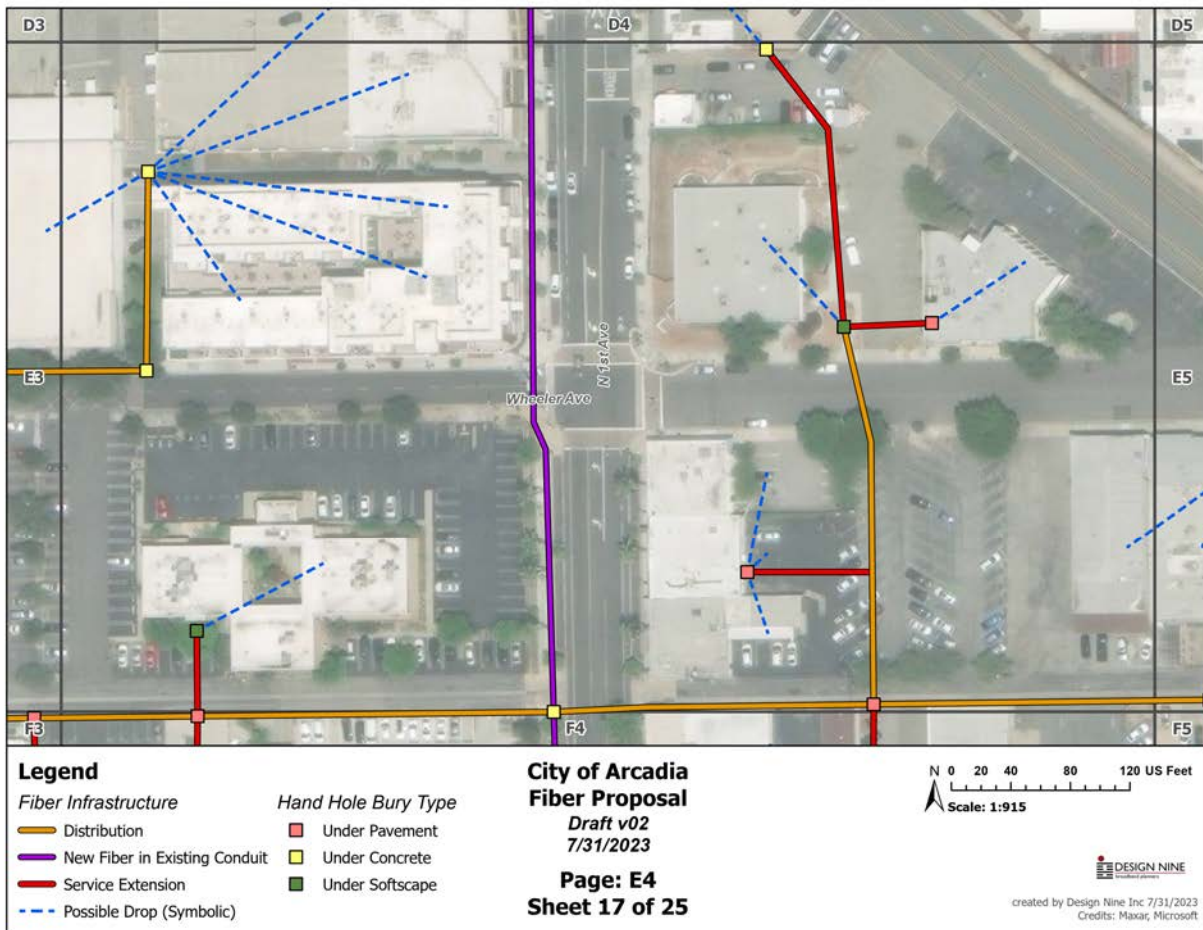 D3
D4
D5
E3
Wheeler Ave
N 1st Ave
E5
F3
F4
F5
Legend
Fiber Infrastructure
Distribution
New Fiber in Existing Conduit
Service Extension
Possible Drop (Symbolic)
Hand Hole Bury Type
Under Pavement
Under Concrete
Under Softscape
City of Arcadia
Fiber Proposal
Draft v02
7/31/2023
Page: E4
Sheet 17 of 25
N 0 20 40 80 120 US Feet
Scale: 1:915
DESIGN NINE
broadband planners
created by Design Nine Inc 7/31/2023
Credits: Maxar, Microsoft